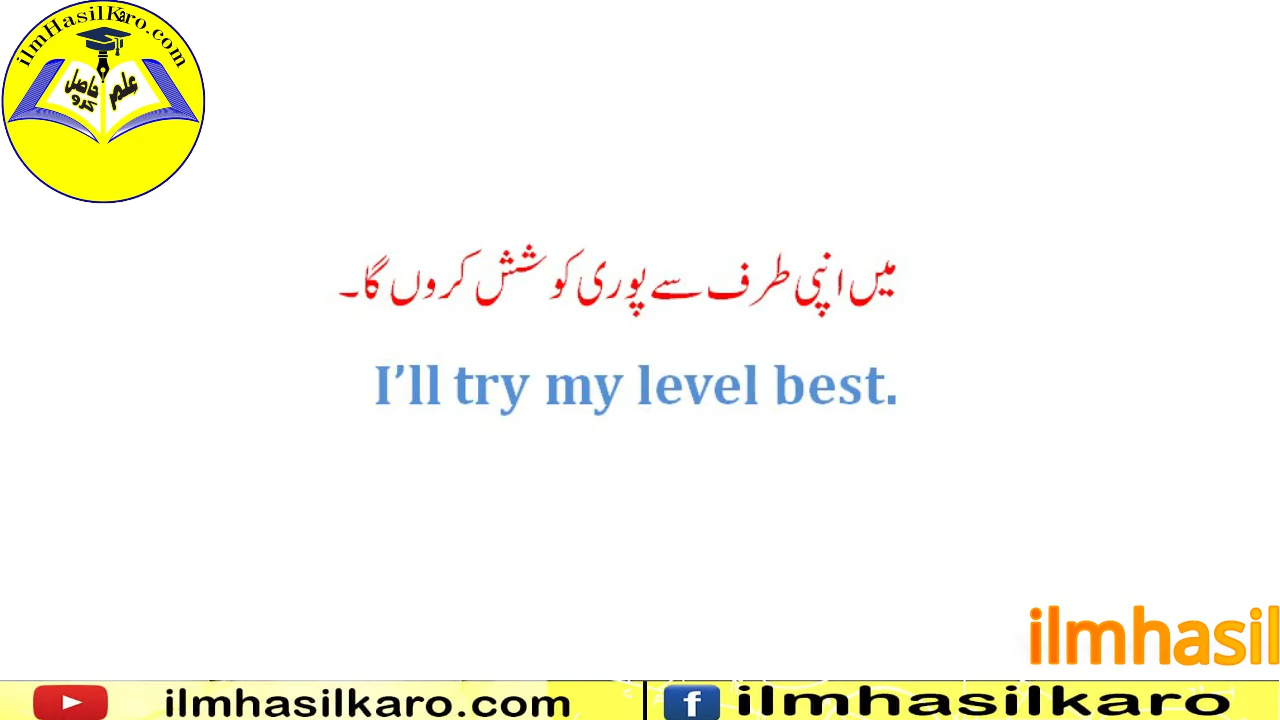 ilmHasilKaro.com
علم حاصل کرو
میں اپنی طرف سے پوری کوشش کروں گا۔
I’ll try my level best.
ilmhasil
ilmhasilkaro.com
f ilmhasilkaro